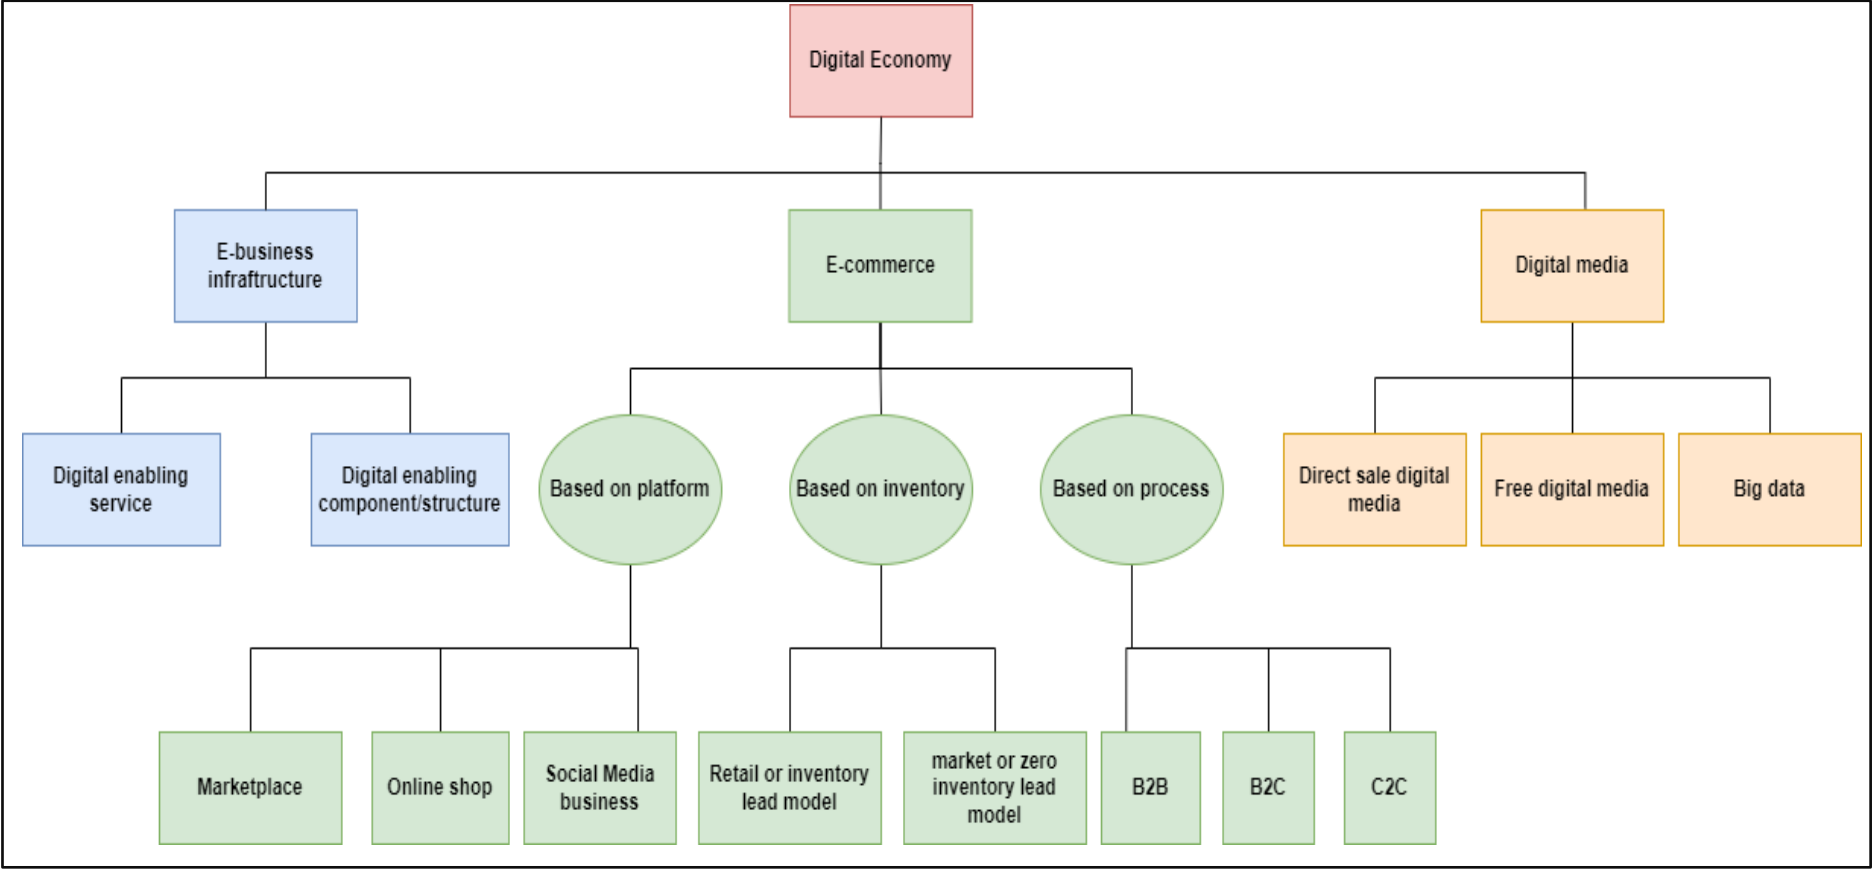 Digital Economy
E-business
infraftructure
E-commerce
Digital media
Digital enabling
service
Digital enabling
component/structure
Based on platform
Based on inventory
Based on process
Direct sale digital
media
Free digital media
Big data
Marketplace
Online shop
Social Media
business
Retail or inventory
lead model
market or zero
inventory lead
model
B2B
B2C
C2C